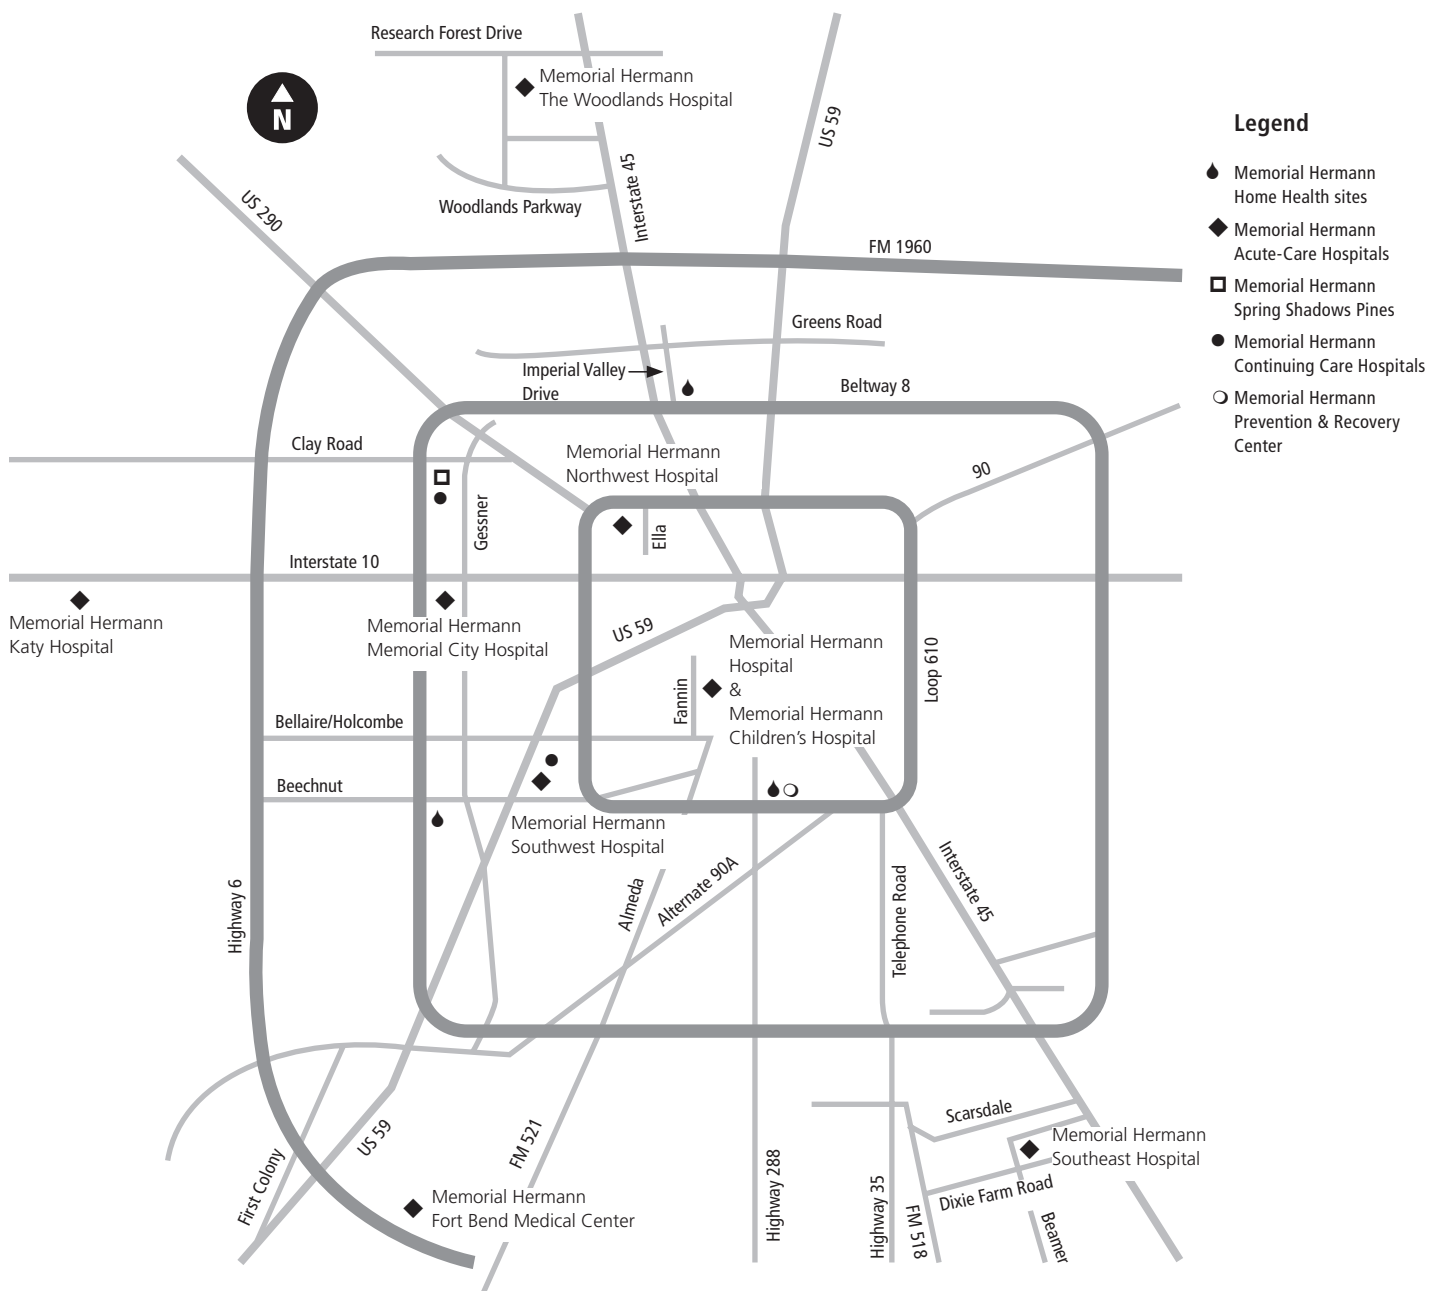 Research Forest Drive
Memorial Hermann
The Woodlands Hospital
N
US 59
Legend
Memorial Hermann
Home Health sites
Memorial Hermann
Acute-Care Hospitals
Memorial Hermann
Spring Shadows Pines
Memorial Hermann
Continuing Care Hospitals
Memorial Hermann
Prevention & Recovery
Center
US 290
Interstate 45
Woodlands Parkway
FM 1960
Greens Road
Imperial Valley
Drive
Beltway 8
Clay Road
Memorial Hermann
Northwest Hospital
90
Gessner
Ella
Interstate 10
Memorial Hermann
Katy Hospital
Memorial Hermann
Memorial City Hospital
US 59
Memorial Hermann
Hospital
&
Memorial Hermann
Children's Hospital
Loop 610
Fannin
Bellaire/Holcombe
Beechnut
Memorial Hermann
Southwest Hospital
Highway 6
Almeda
Alternate 90A
Telephone Road
Interstate 45
Scarsdale
Memorial Hermann
Southeast Hospital
Dixie Farm Road
Beamer
First Colony
US 59
FM 521
Memorial Hermann
Fort Bend Medical Center
Highway 288
Highway 35
FM 518